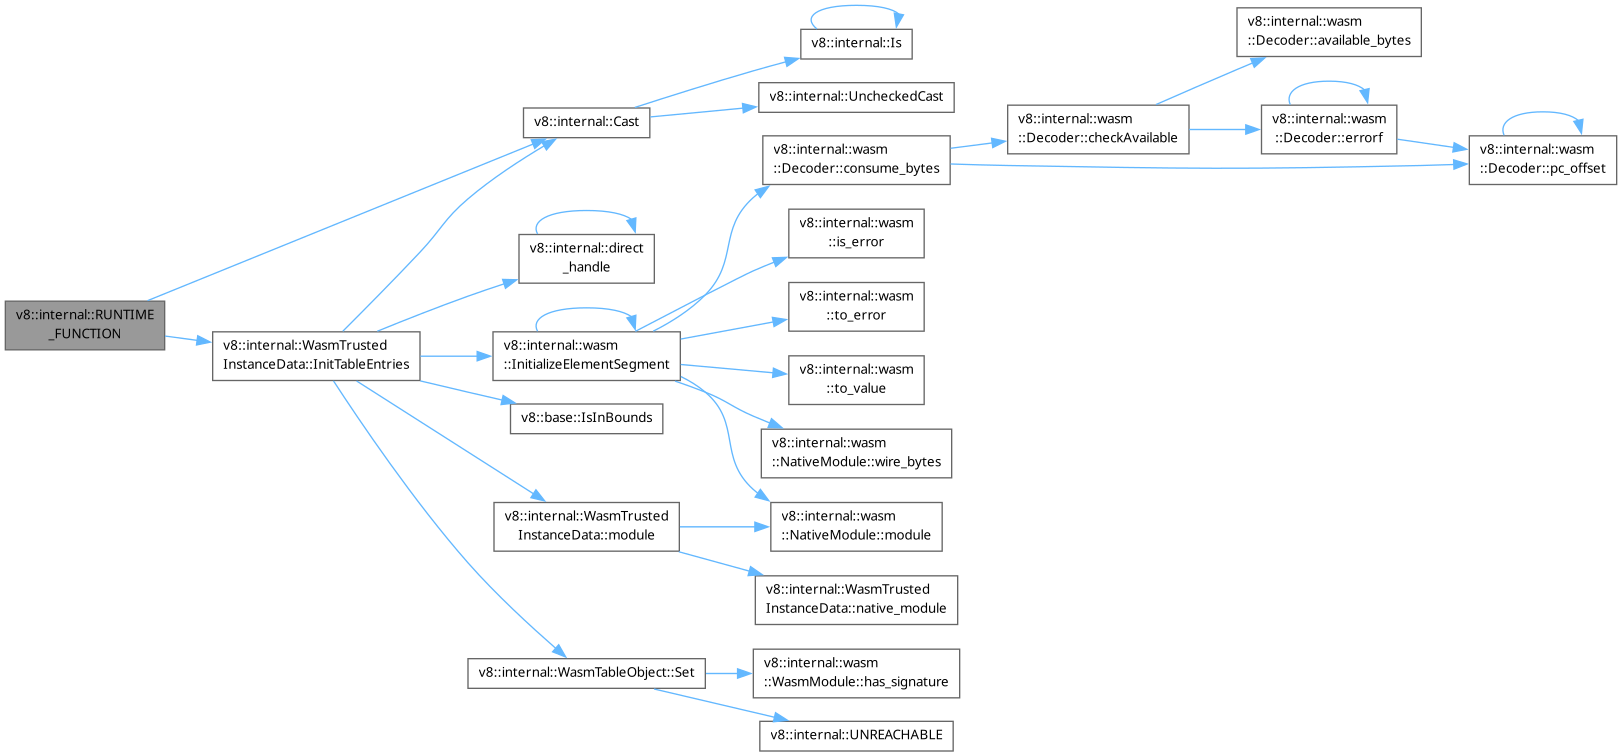 v8::internal::RUNTIME
_FUNCTION
v8::internal::WasmTrusted
InstanceData::InitTableEntries
v8::internal::Cast
v8::internal::direct
_handle
v8::internal::wasm
::InitializeElementSegment
v8::base::IsInBounds
v8::internal::WasmTrusted
InstanceData::module
v8::internal::WasmTableObject::Set
v8::internal::Is
v8::internal::UncheckedCast
v8::internal::wasm
::Decoder::consume_bytes
v8::internal::wasm
::is_error
v8::internal::wasm
::to_error
v8::internal::wasm
::to_value
v8::internal::wasm
::NativeModule::wire_bytes
v8::internal::wasm
::NativeModule::module
v8::internal::WasmTrusted
InstanceData::native_module
v8::internal::wasm
::WasmModule::has_signature
v8::internal::UNREACHABLE
v8::internal::wasm
::Decoder::checkAvailable
v8::internal::wasm
::Decoder::available_bytes
v8::internal::wasm
::Decoder::errorf
v8::internal::wasm
::Decoder::pc_offset